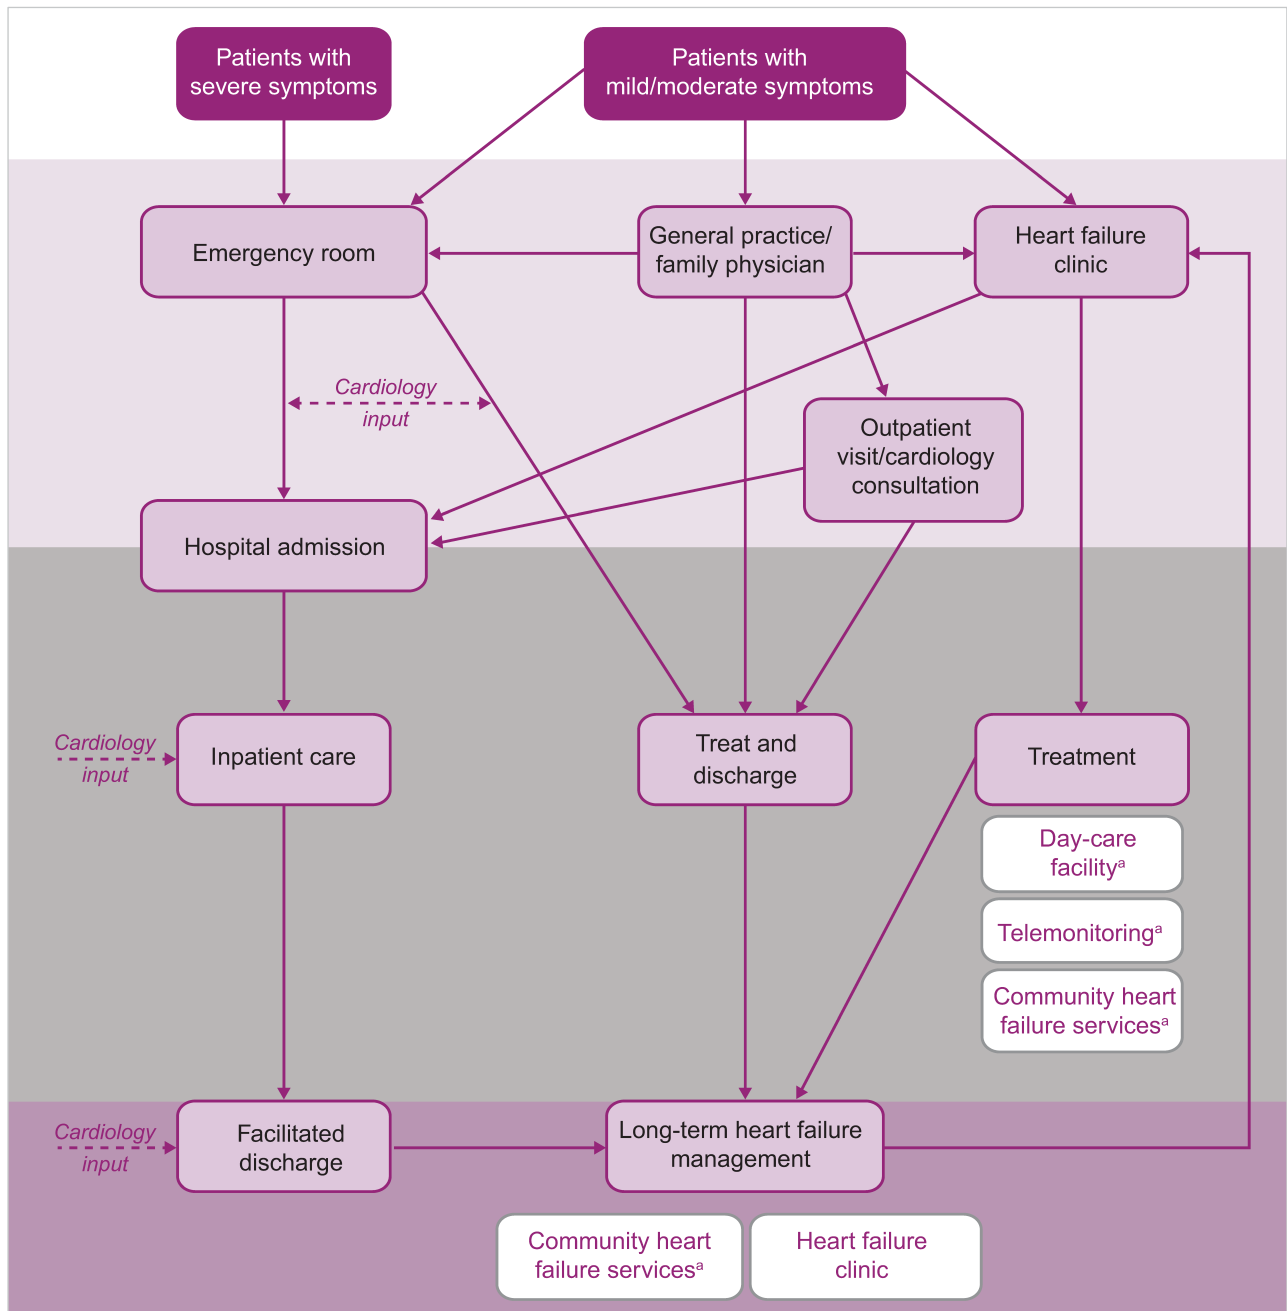 Patients with
severe symptoms
Patients with
mild/moderate symptoms
Emergency room
General practice/
family physician
Heart failure
clinic
Cardiology
input
Outpatient
visit/cardiology
consultation
Hospital admission
Cardiology
input
Inpatient care
Treat and
discharge
Treatment
Day-care
facilityᵃ
Telemonitoringᵃ
Community heart
failure servicesᵃ
Cardiology
input
Facilitated
discharge
Long-term heart failure
management
Community heart
failure servicesᵃ
Heart failure
clinic